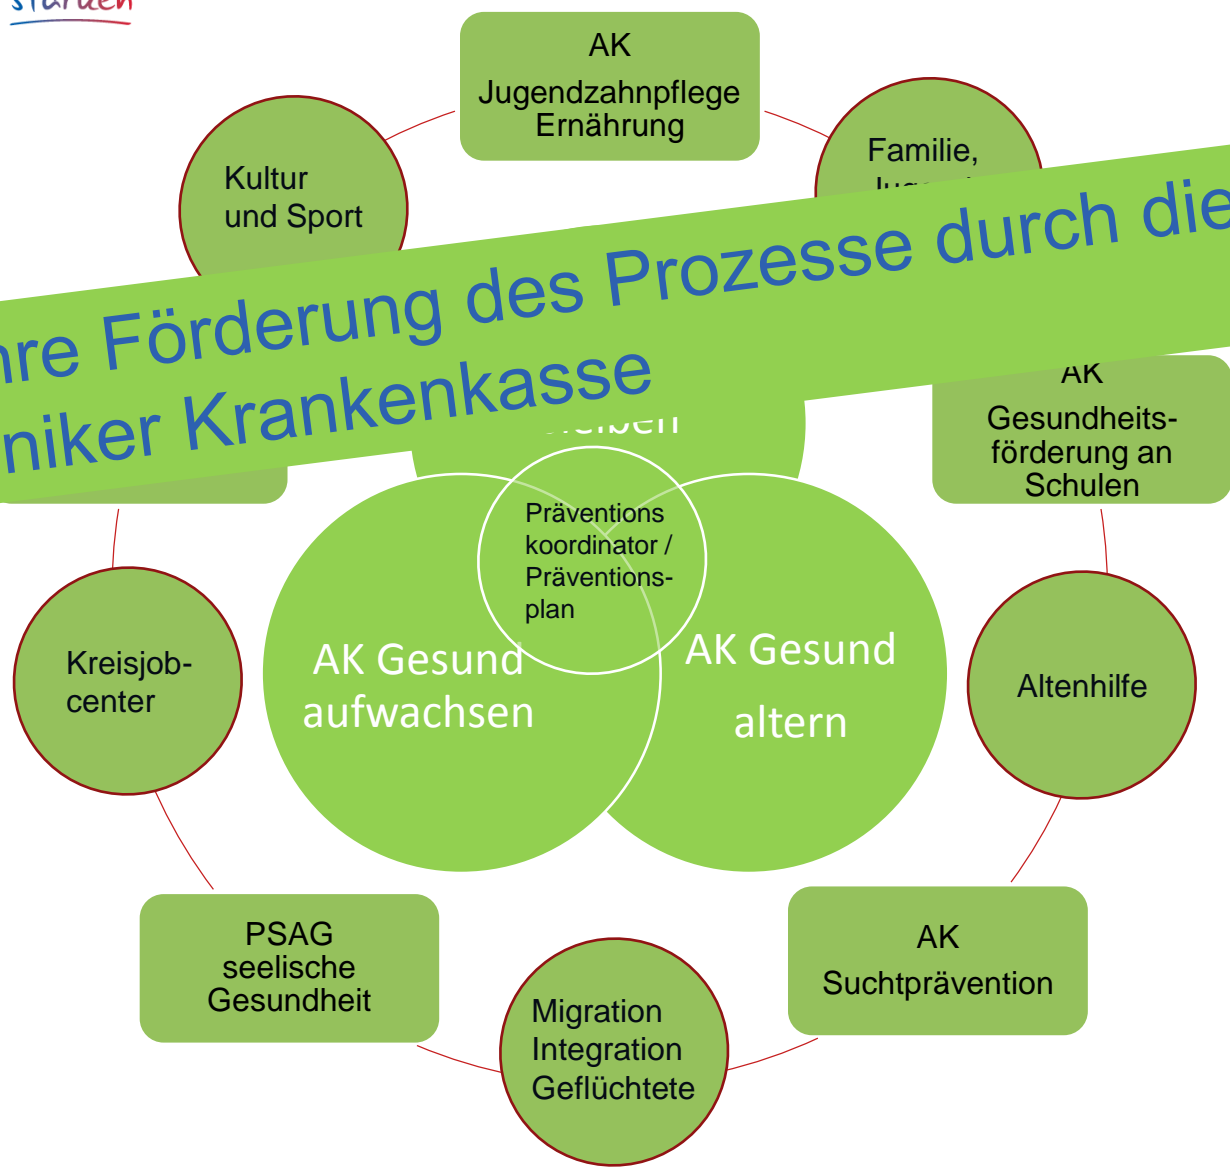 AK
Jugendzahnpflege
Ernährung
Familie,
Kultur
und Sport
Förderung des Prozesse durch die
Krankenkasse
AK
Gesundheits-
förderung an
Schulen
Präventions
koordinator /
Präventions-
plan
AK Gesund
aufwachsen
AK Gesund
altern
Kreisjob-
center
Altenhilfe
PSAG
seelische
Gesundheit
AK
Suchtprävention
Migration
Integration
Geflüchtete